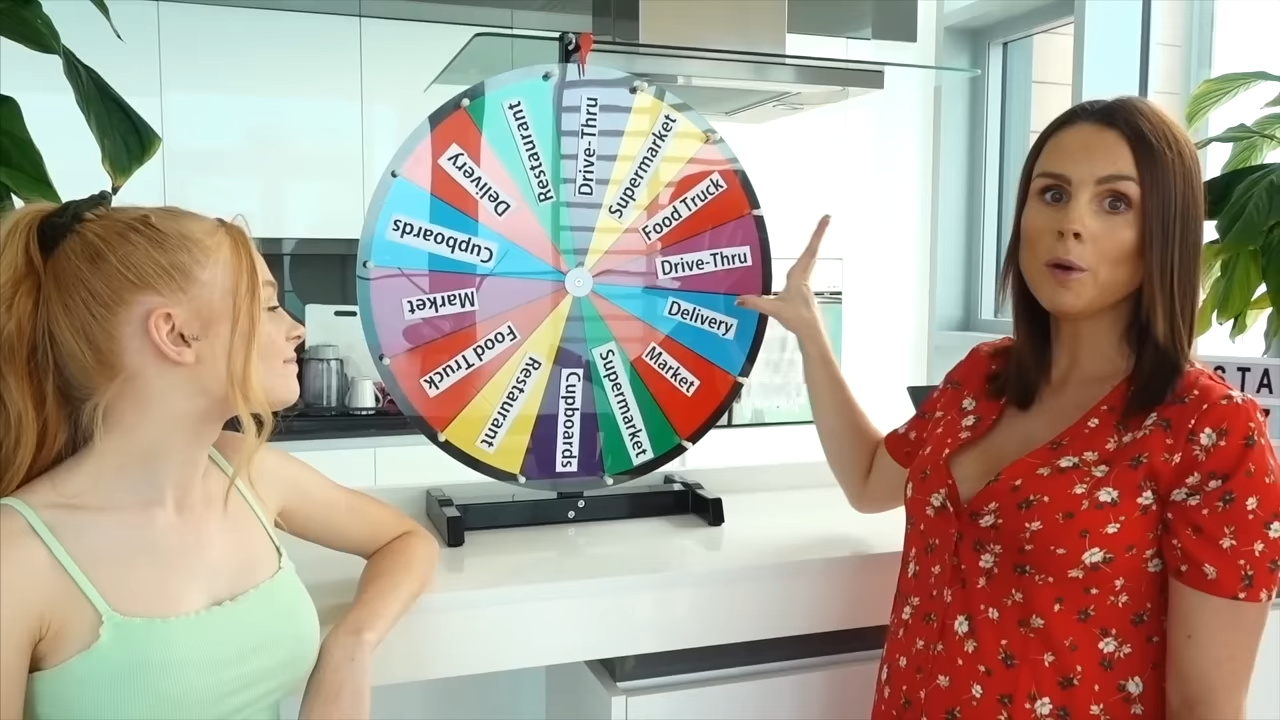 Drive-Thru
Supermarket
Food Truck
Drive-Thru
Delivery
Market
Supermarket
Cupboards
Restaurant
Food Truck
Market
Cupboards
Delivery
Restaurant
STA